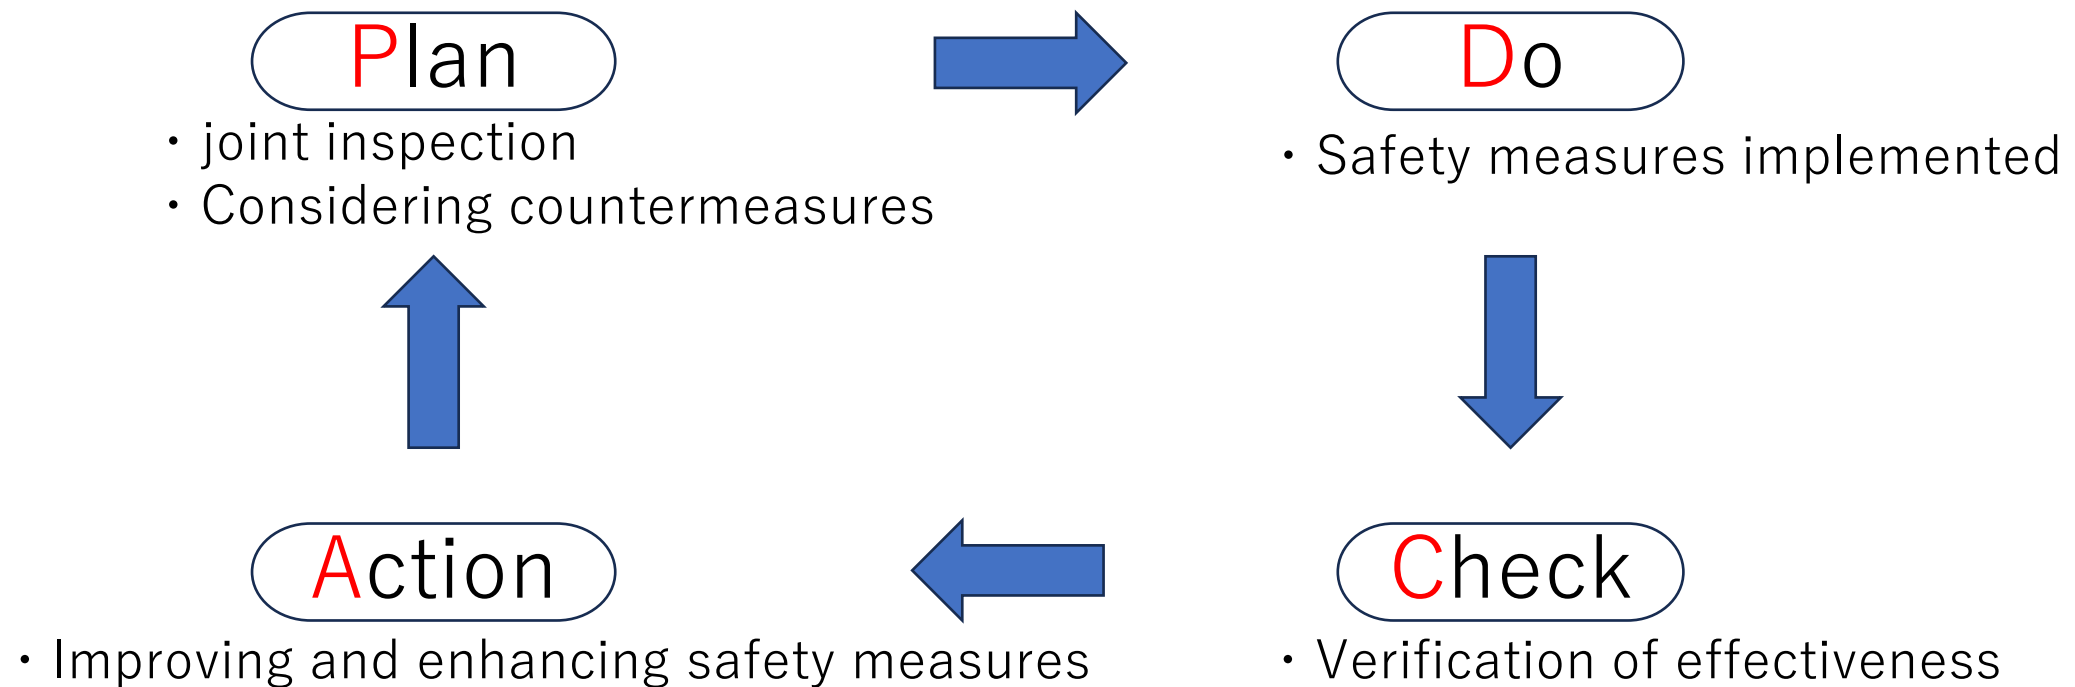 Plan
・joint inspection
・Considering countermeasures
Do
・Safety measures implemented
Action
・Improving and enhancing safety measures
Check
・Verification of effectiveness